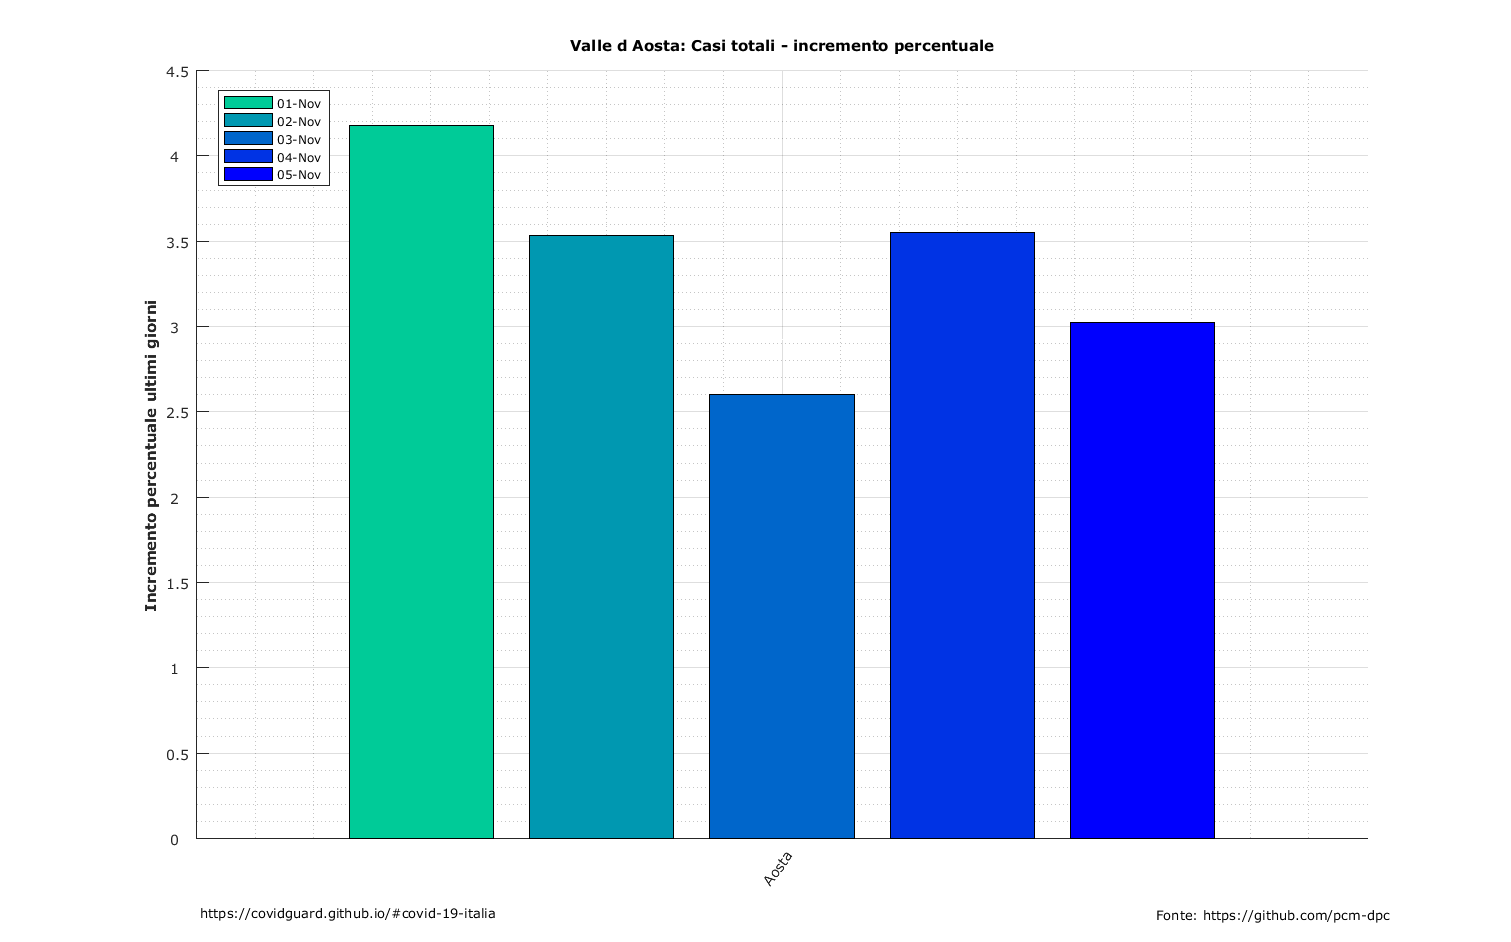 Valle d Aosta: Casi totali - incremento percentuale
4.5
4
3.5
3
2.5
2
1.5
1
0.5
0
01-Nov
02-Nov
03-Nov
04-Nov
05-Nov
Incremento percentuale ultimi giorni
Aosta
https://covidguard.github.io/#covid-19-italia
Fonte: https://github.com/pcm-dpc